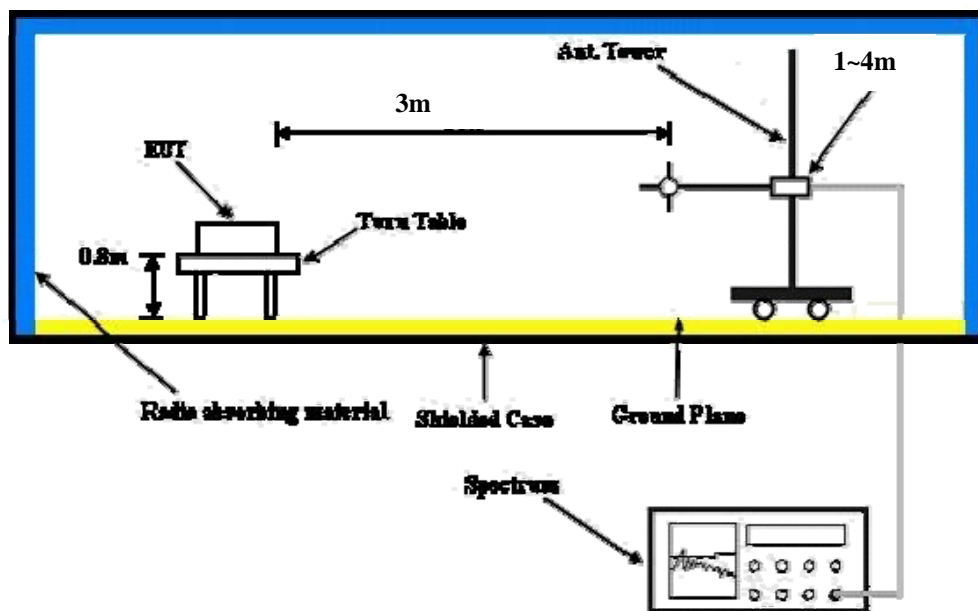 Ant. Tower
1~4m
3m
EUT
Turn Table
0.8m
Radio absorbing material
Shielded Case
Ground Plane
Spectrum